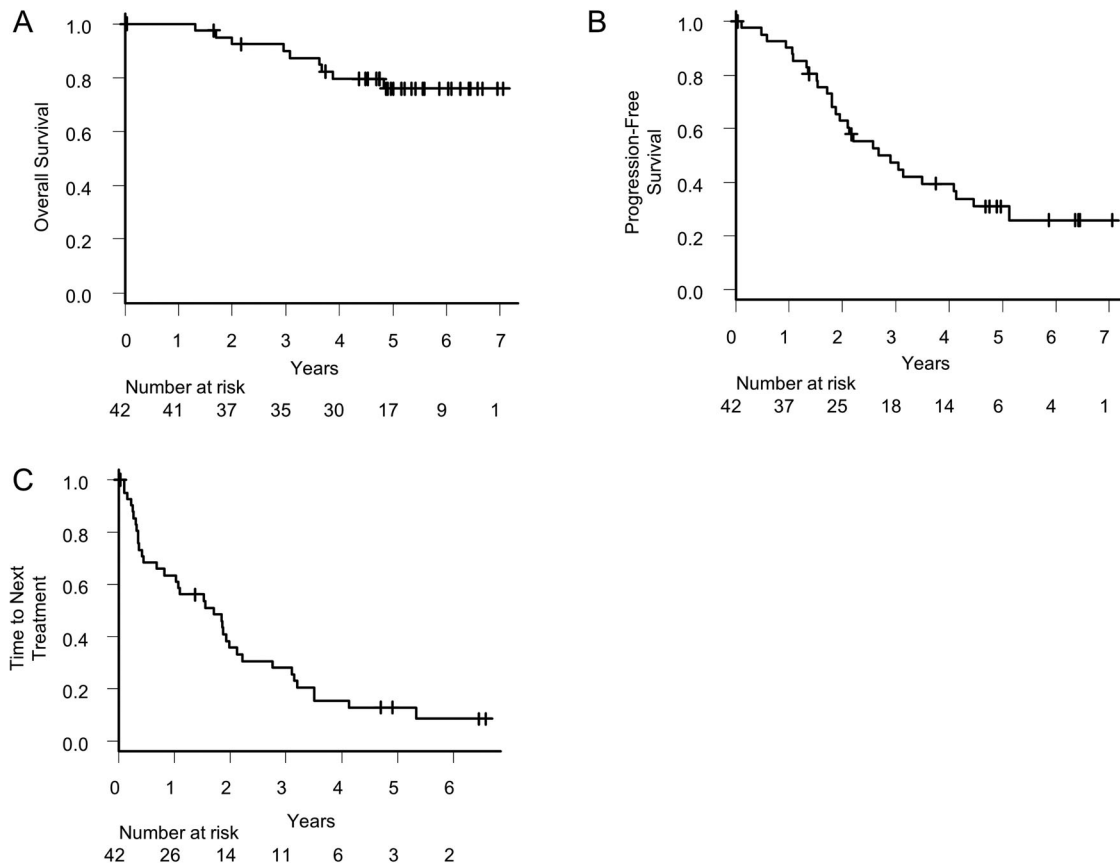 A
1.0
0.8
0.6
0.4
0.2
0.0
Overall Survival
0 1 2 3 4 5 6 7
Years
Number at risk
42 41 37 35 30 17 9 1
B
1.0
0.8
0.6
0.4
0.2
0.0
Progression-Free
Survival
0 1 2 3 4 5 6 7
Years
Number at risk
42 37 25 18 14 6 4 1
C
1.0
0.8
0.6
0.4
0.2
0.0
Time to Next
Treatment
0 1 2 3 4 5 6
Years
Number at risk
42 26 14 11 6 3 2